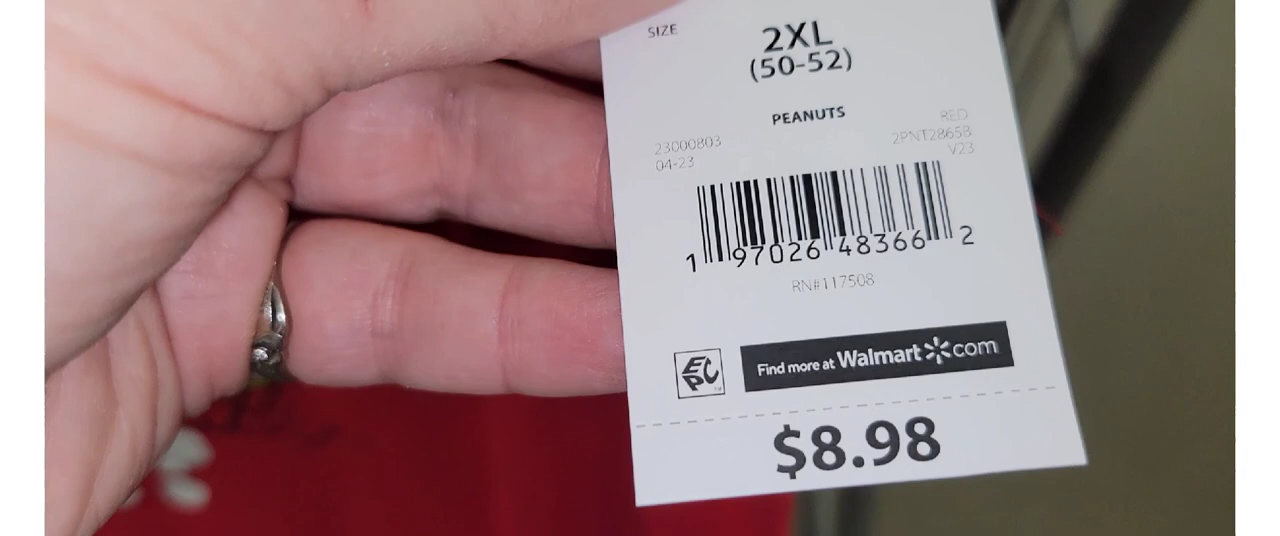 SIZE
2XL
(50-52)
PEANUTS
RED
23000803
2PNT2865B
04-23
V23
1 97026 48366 2
RN#117508
EPC
Find more at Walmart com
$8.98